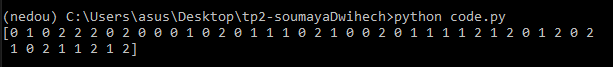 (nedou) C:\Users\asus\Desktop\tp2-soumayaDwihech>python code.py
[0 1 0 2 2 2 0 2 0 0 0 1 0 2 0 1 1 1 0 2 1 0 0 2 0 1 1 1 1 2 1 2 0 1 2 0 2
 1 0 2 1 1 2 1 2]